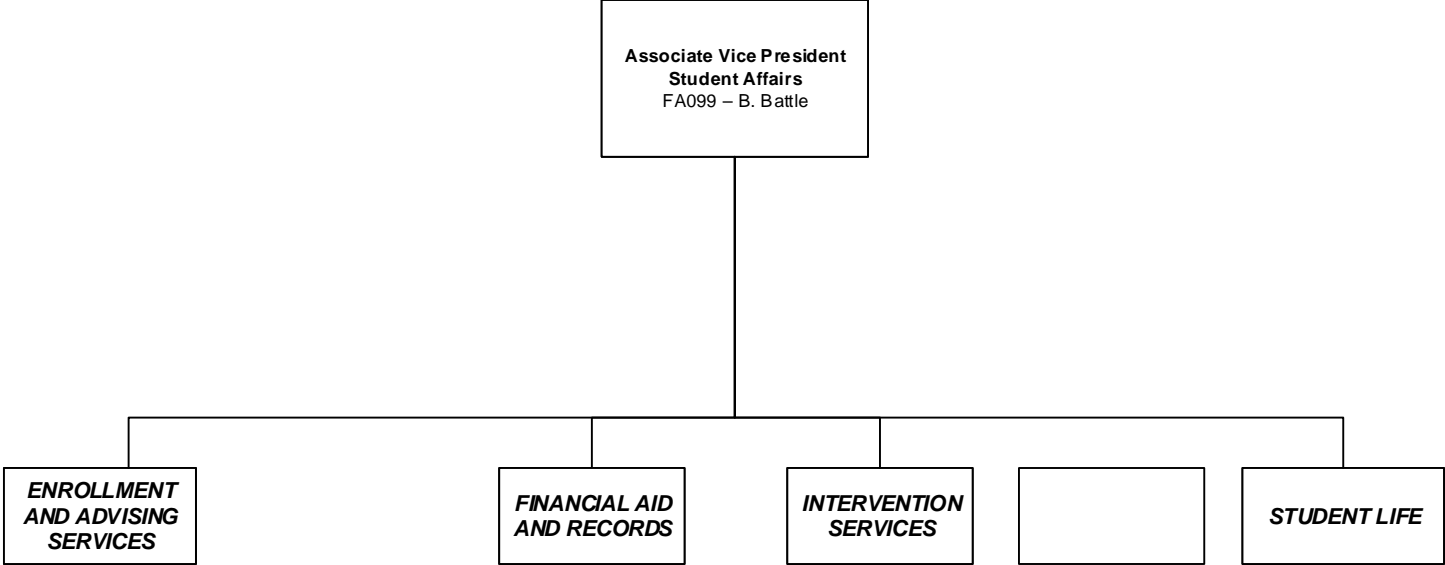 Associate Vice President
Student Affairs
FA099 – B. Battle
ENROLLMENT
AND ADVISING
SERVICES
FINANCIAL AID
AND RECORDS
INTERVENTION
SERVICES
STUDENT LIFE